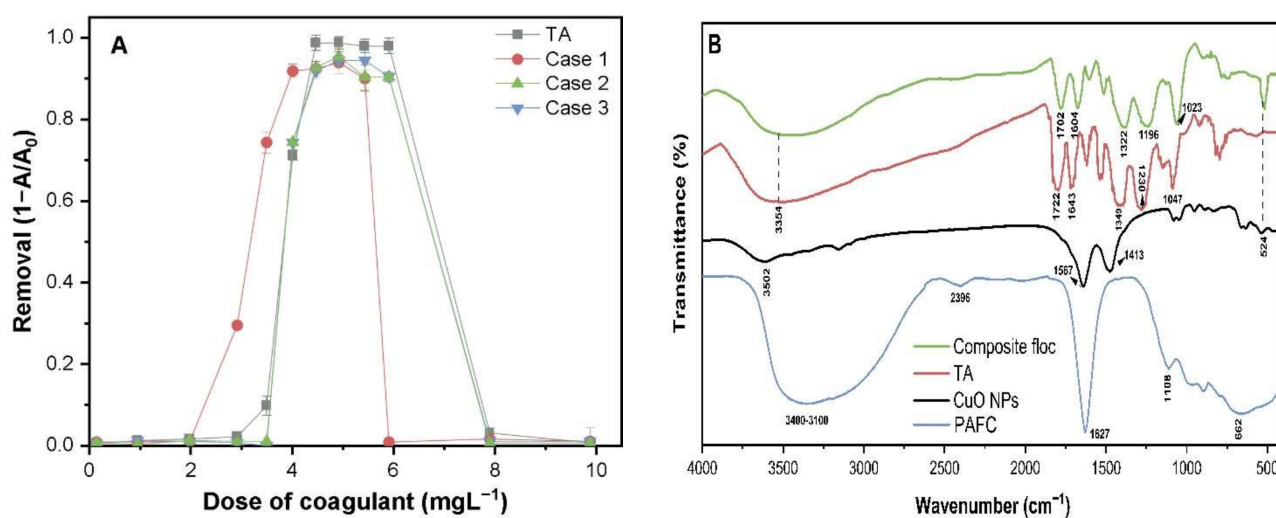 A
TA
Case 1
Case 2
Case 3
1.0
0.8
0.6
0.4
0.2
0.0
Removal (1−A/A₀)
0
2
4
6
8
10
Dose of coagulant (mgL⁻¹)
B
1702
1604
1322
1196
1023
3354
1722
1643
1349
1230
1047
524
3502
1567
1413
2396
3400-3100
1627
1108
662
Composite floc
TA
CuO NPs
PAFC
Transmittance (%)
4000
3500
3000
2500
2000
1500
1000
500
Wavenumber (cm⁻¹)